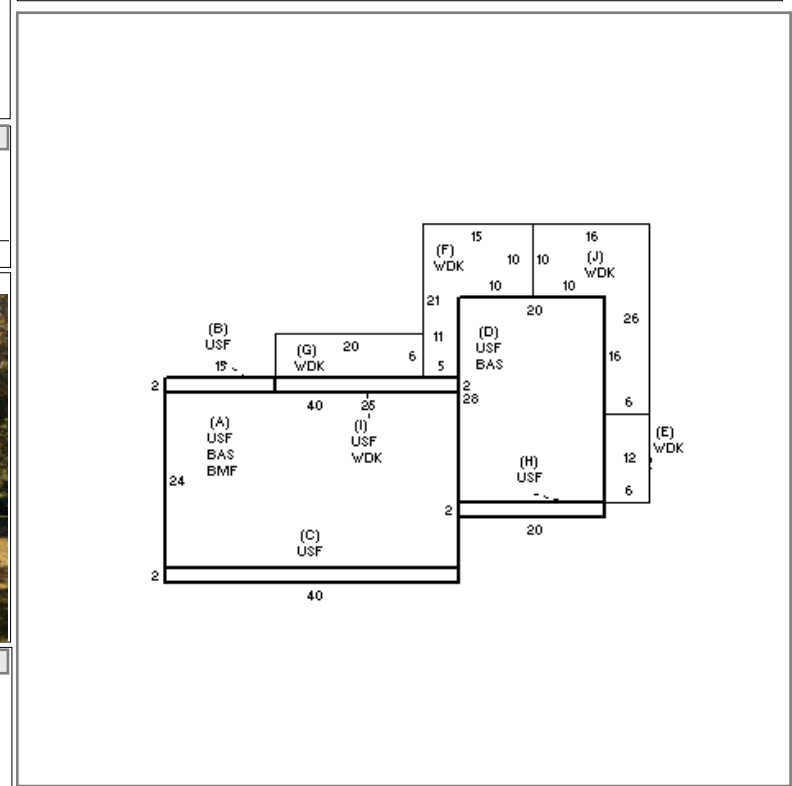 15
16
(F)
WDK
10
10
(J)
WDK
10
10
21
20
26
(B)
USF
15
(G)
WDK
20
6
11
5
(D)
USF
BAS
16
2
2
28
40
25
6
(A)
USF
BAS
BMF
(I)
USF
WDK
(E)
WDK
12
(H)
USF
6
24
2
20
(C)
USF
2
40